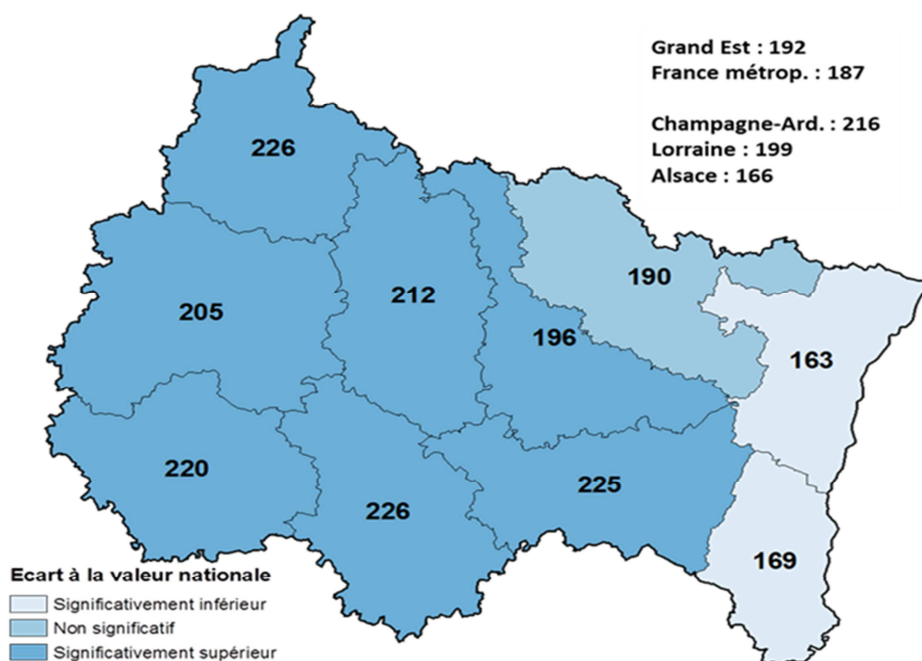 Grand Est : 192
France métrop. : 187
Champagne-Ard. : 216
Lorraine : 199
Alsace : 166
226
205
212
190
196
163
220
226
225
169
Ecart à la valeur nationale
Significativement inférieur
Non significatif
Significativement supérieur